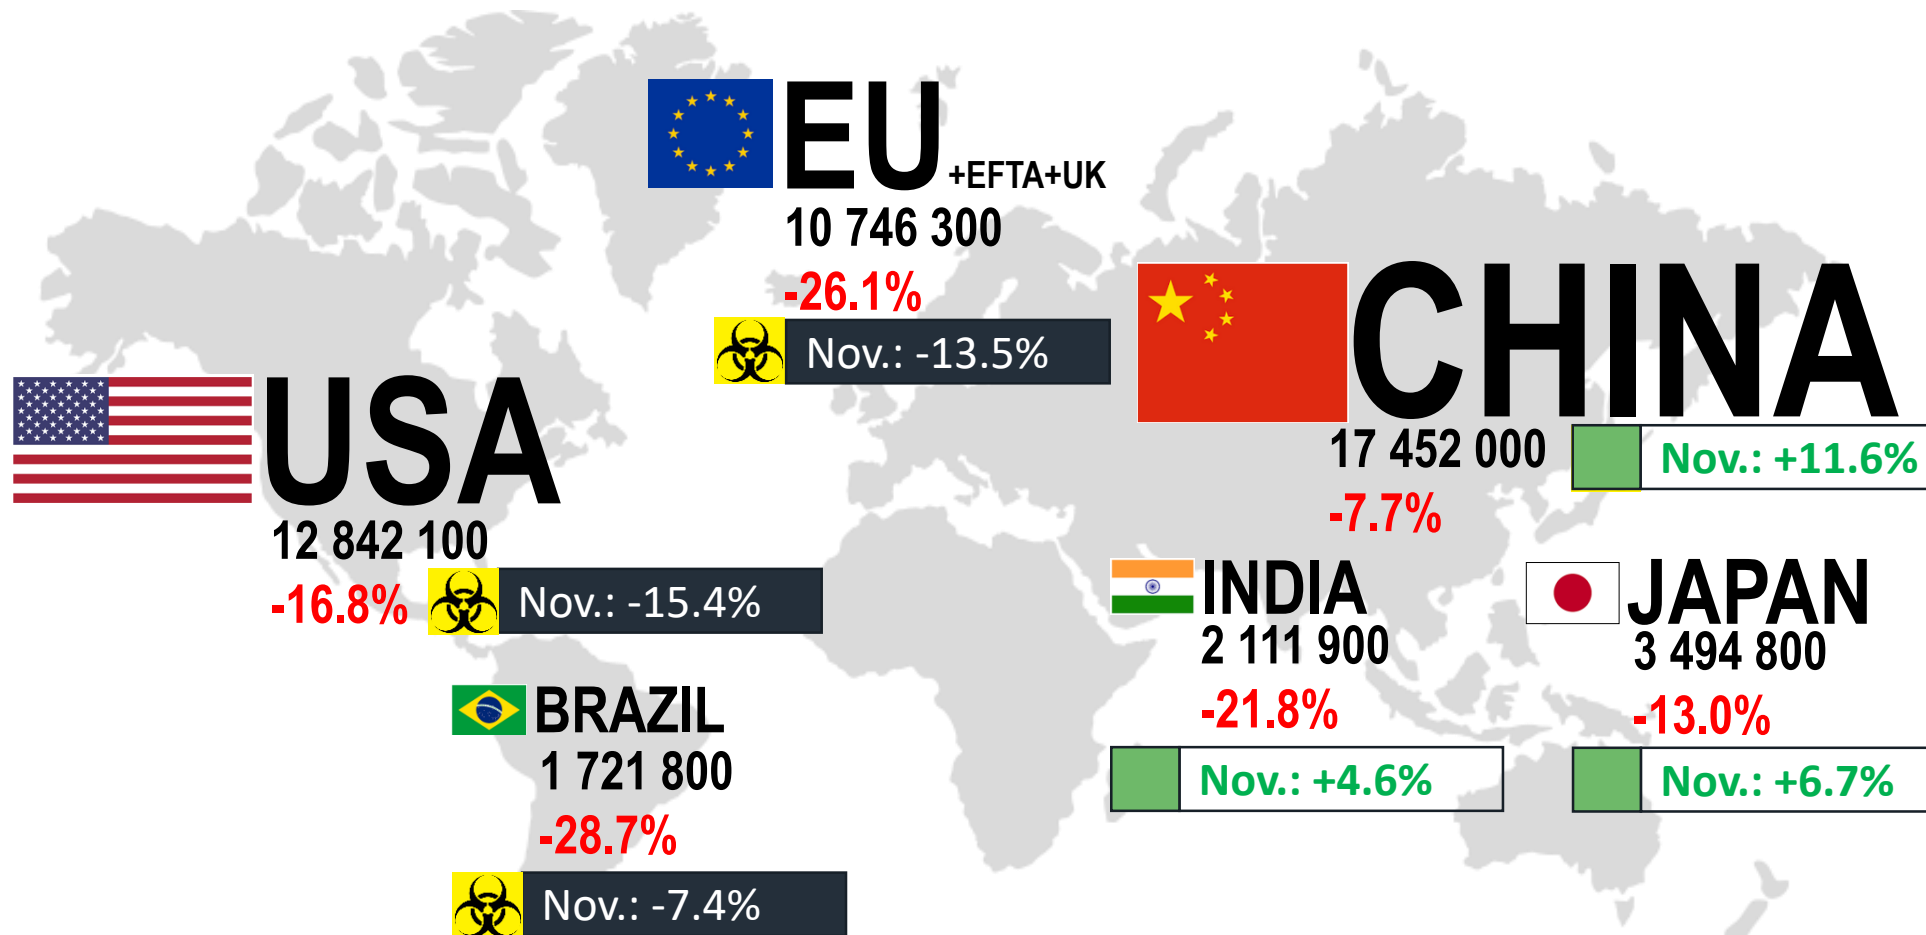 EU +EFTA+UK
10 746 300
-26.1%
Nov.: -13.5%
CHINA
17 452 000
Nov.: +11.6%
-7.7%
USA
12 842 100
-16.8%
Nov.: -15.4%
INDIA
2 111 900
-21.8%
Nov.: +4.6%
JAPAN
3 494 800
-13.0%
Nov.: +6.7%
BRAZIL
1 721 800
-28.7%
Nov.: -7.4%